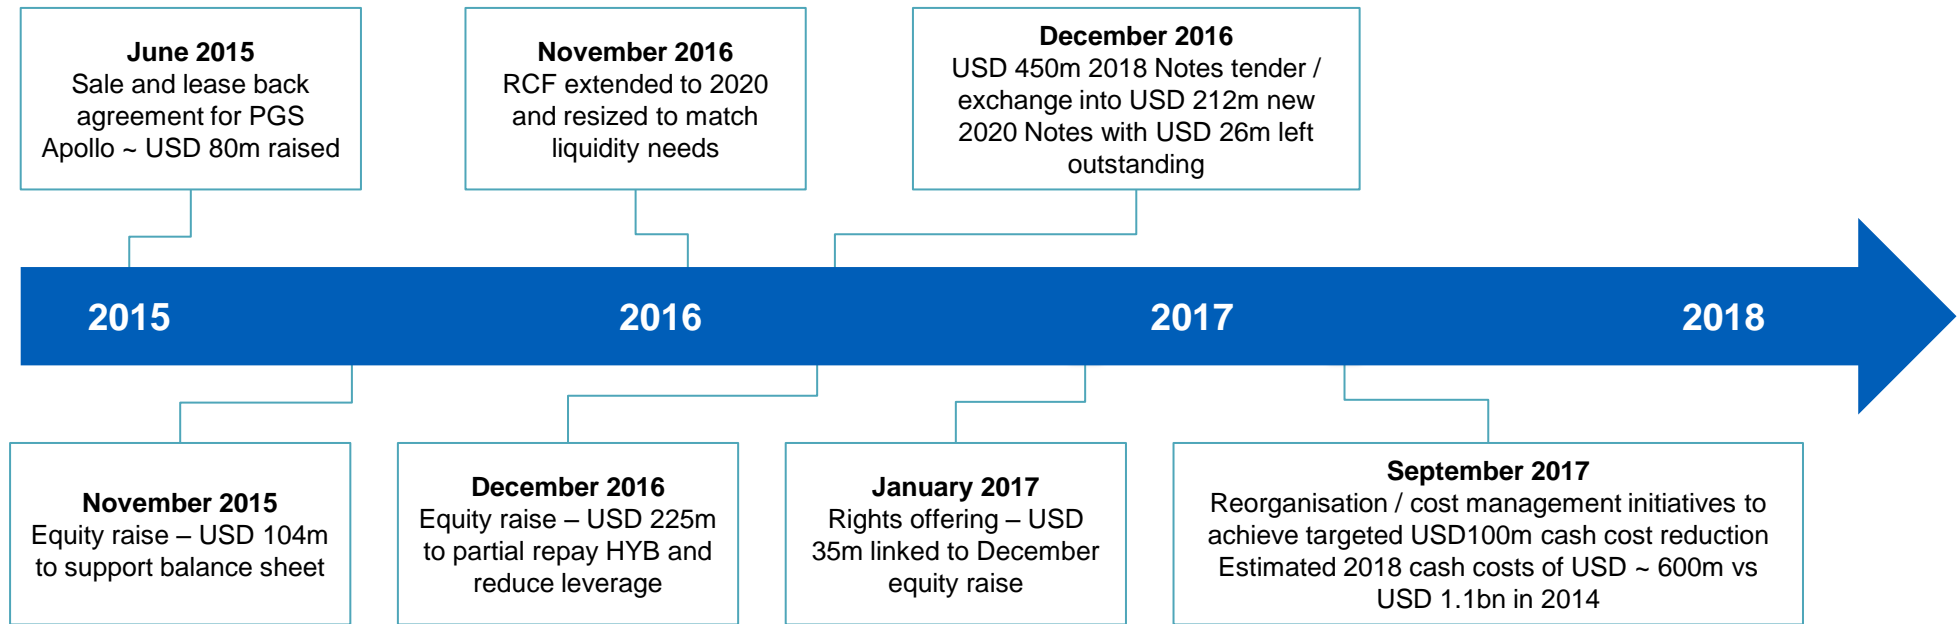 June 2015
Sale and lease back
agreement for PGS
Apollo ~ USD 80m raised
November 2016
RCF extended to 2020
and resized to match
liquidity needs
December 2016
USD 450m 2018 Notes tender /
exchange into USD 212m new
2020 Notes with USD 26m left
outstanding
2015
2016
2017
2018
November 2015
Equity raise – USD 104m
to support balance sheet
December 2016
Equity raise – USD 225m
to partial repay HYB and
reduce leverage
January 2017
Rights offering – USD
35m linked to December
equity raise
September 2017
Reorganisation / cost management initiatives to
achieve targeted USD100m cash cost reduction
Estimated 2018 cash costs of USD ~ 600m vs
USD 1.1bn in 2014